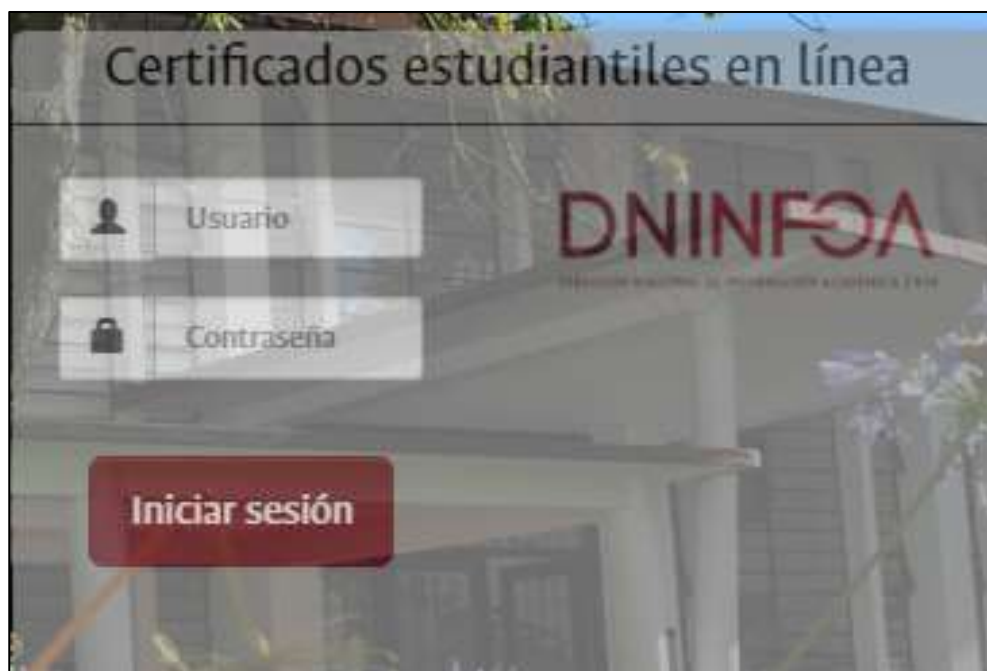 Certificados estudiantiles en línea
Usuario
DNINFOA
Contraseña
Iniciar sesión